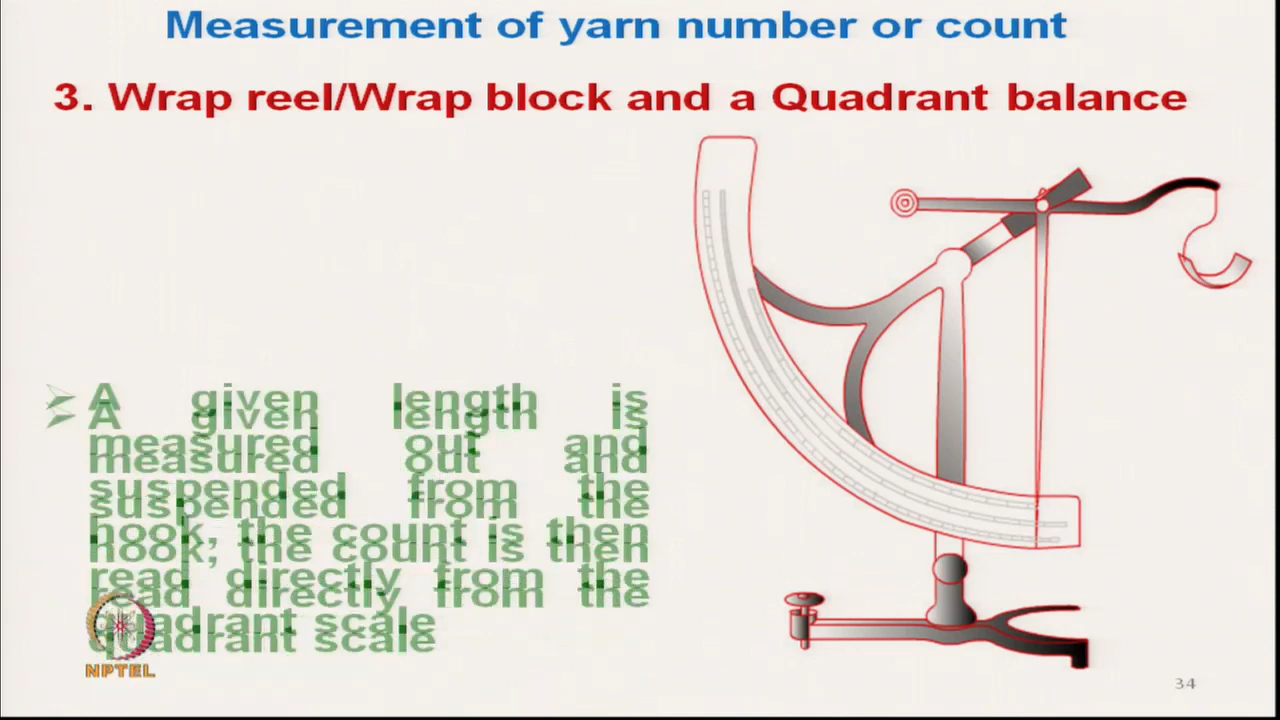 Measurement of yarn number or count
3. Wrap reel/Wrap block and a Quadrant balance
➢ A given length is
measured out and
suspended from the
hook, the count is then
read directly from the
quadrant scale
NPTEL
34